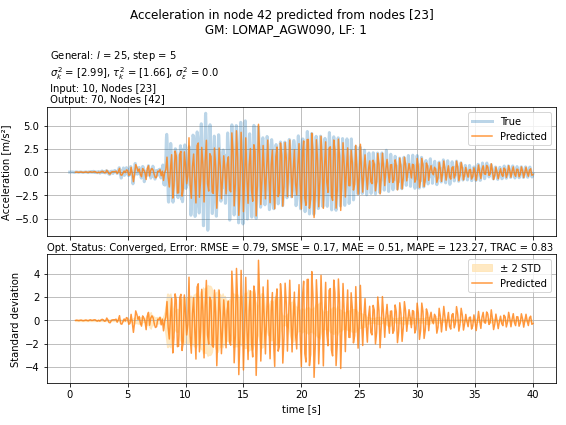 Acceleration in node 42 predicted from nodes [23]
GM: LOMAP_AGW090, LF: 1
General: l = 25, step = 5
σ²ₖ = [2.99], τ²ₖ = [1.66], σ²ε = 0.0
Input: 10, Nodes [23]
Output: 70, Nodes [42]
Acceleration [m/s²]
5.0
2.5
0.0
−2.5
−5.0
True
Predicted
Opt. Status: Converged, Error: RMSE = 0.79, SMSE = 0.17, MAE = 0.51, MAPE = 123.27, TRAC = 0.83
Standard deviation
4
2
0
−2
−4
± 2 STD
Predicted
0 5 10 15 20 25 30 35 40
time [s]